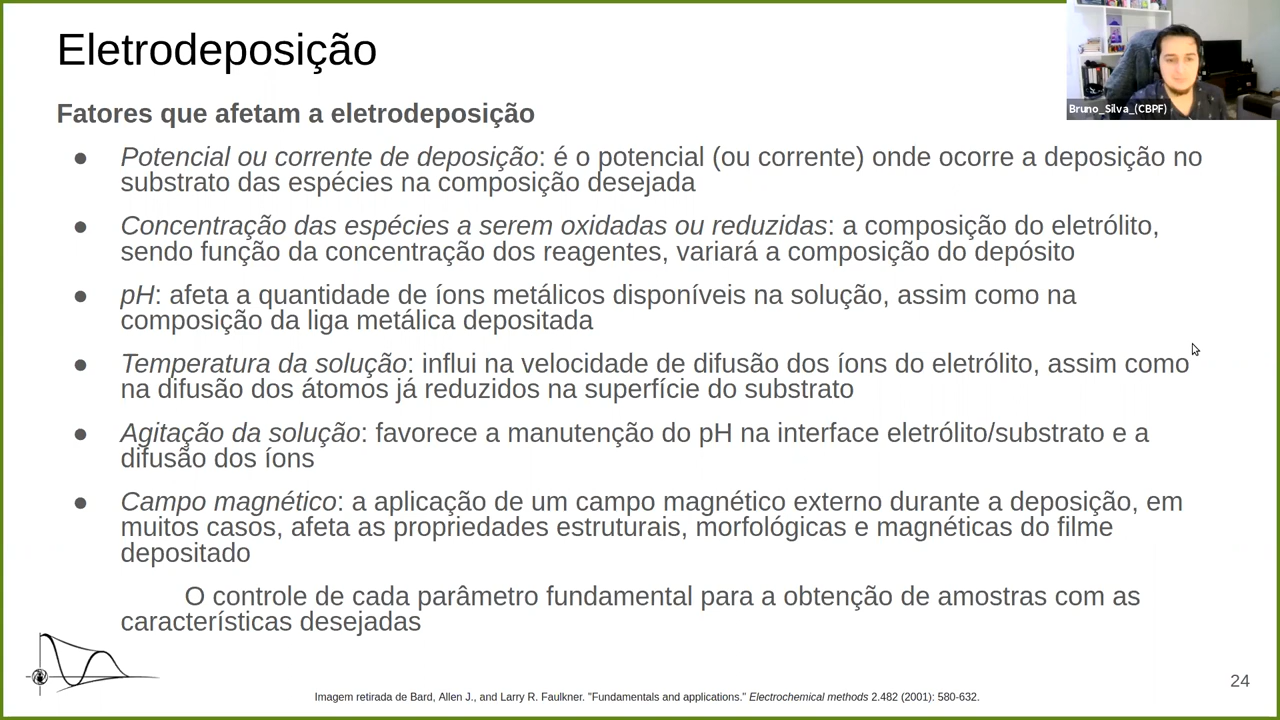 Eletrodeposição
Bruno_Silva_(CBPF)
Fatores que afetam a eletrodeposição
● Potencial ou corrente de deposição: é o potencial (ou corrente) onde ocorre a deposição no
substrato das espécies na composição desejada
● Concentração das espécies a serem oxidadas ou reduzidas: a composição do eletrólito,
sendo função da concentração dos reagentes, variará a composição do depósito
● pH: afeta a quantidade de íons metálicos disponíveis na solução, assim como na
composição da liga metálica depositada
● Temperatura da solução: influi na velocidade de difusão dos íons do eletrólito, assim como
na difusão dos átomos já reduzidos na superfície do substrato
● Agitação da solução: favorece a manutenção do pH na interface eletrólito/substrato e a
difusão dos íons
● Campo magnético: a aplicação de um campo magnético externo durante a deposição, em
muitos casos, afeta as propriedades estruturais, morfológicas e magnéticas do filme
depositado
O controle de cada parâmetro fundamental para a obtenção de amostras com as
características desejadas
Imagem retirada de Bard, Allen J., and Larry R. Faulkner. "Fundamentals and applications." Electrochemical methods 2.482 (2001): 580-632.
24